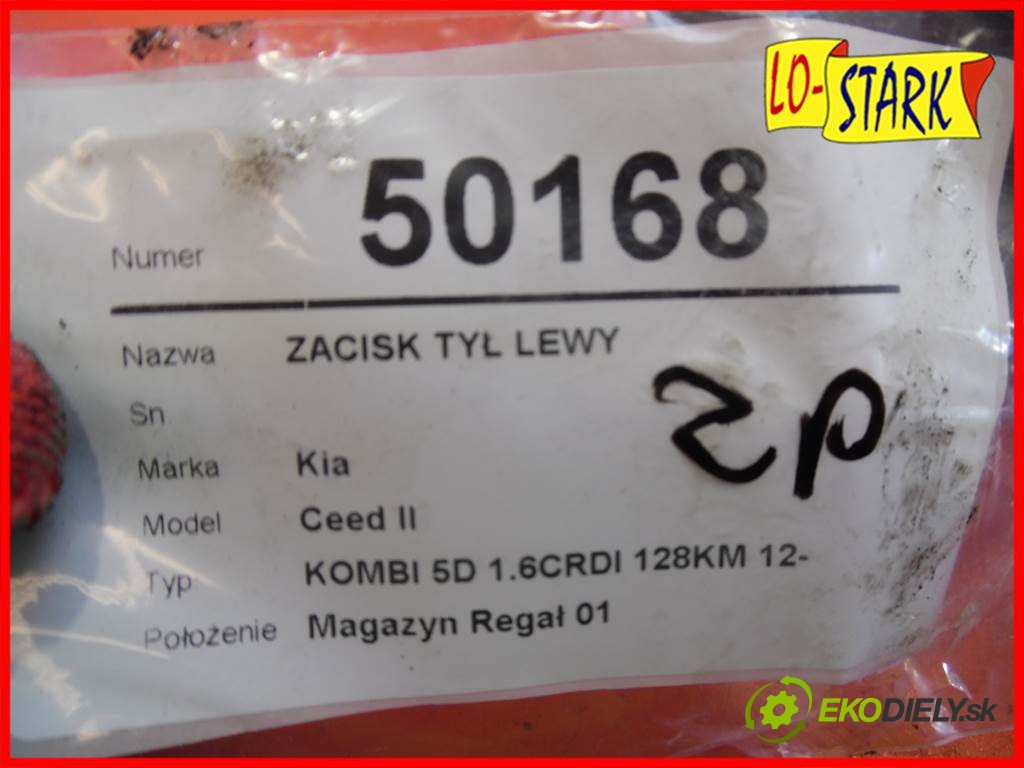 LO-STARK
Numer 50168
Nazwa ZACISK TYŁ LEWY
Sn
ZP
Marka Kia
Model Ceed II
Typ KOMBI 5D 1.6CRDI 128KM 12-
Położenie Magazyn Regał 01
EKODIELY.sk